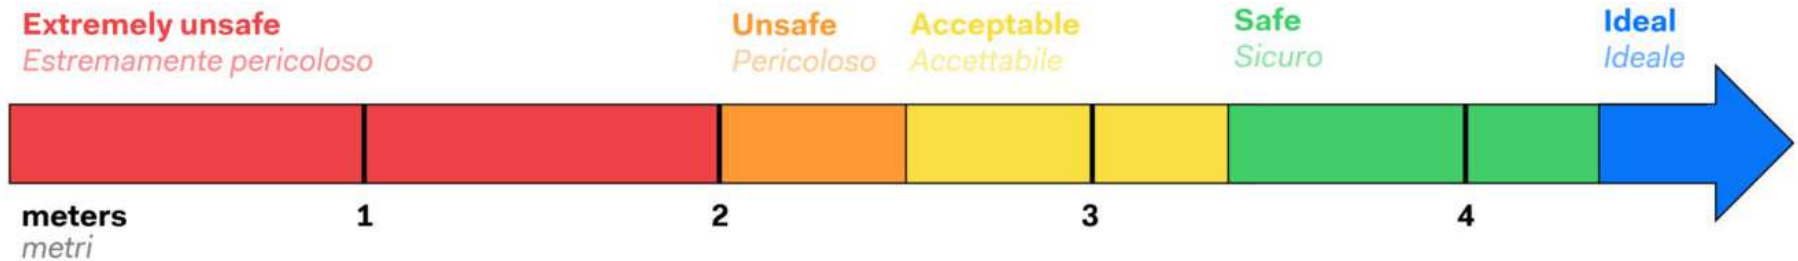 Extremely unsafe
Estremamente pericoloso
Unsafe
Pericoloso
Acceptable
Accettabile
Safe
Sicuro
Ideal
Ideale
meters
metri
1
2
3
4